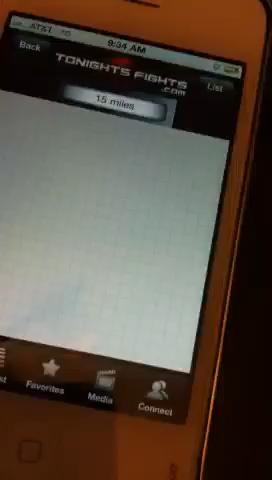 AT&T 9:34 AM
Back
TONIGHTS FIGHTS
.COM
List
15 miles
Favorites
Media
Connect